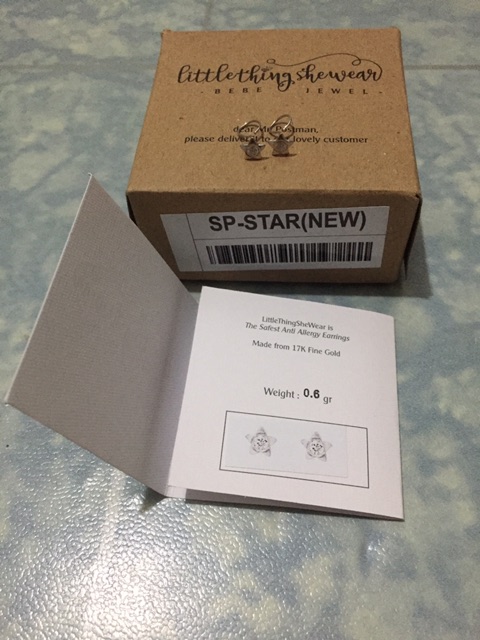 littlethingshewear
- BEBE JEWEL -
dear Mr Postman,
please deliver to lovely customer
SP-STAR(NEW)
LittleThingSheWear is
The Safest Anti Allergy Earrings
Made from 17K Fine Gold
Weight : 0.6 gr